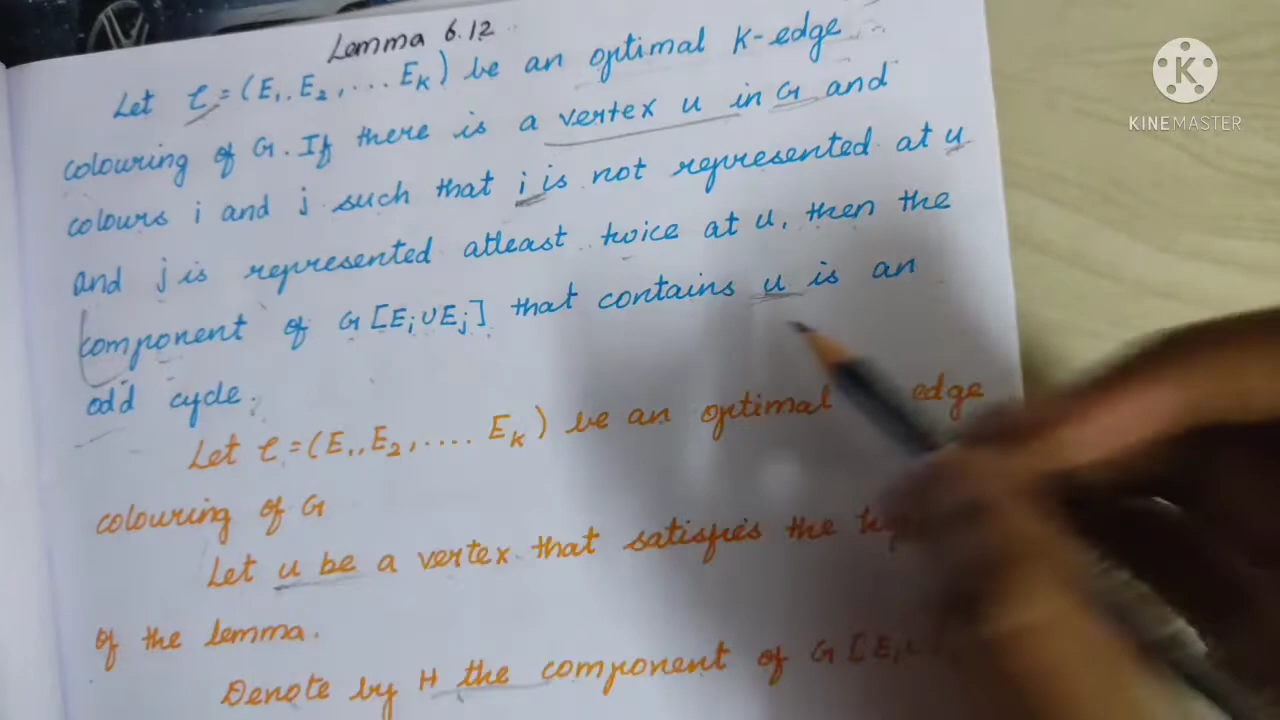 Lemma 6.12
KINEMASTER
Let C = (E1, E2, ... EK) be an optimal K-edge
colouring of G. If there is a vertex u in G and
colours i and j such that i is not represented at u
and j is represented atleast twice at u, then the
component of G [Ei ∪ Ej] that contains u is an
odd cycle.
Let C = (E1, E2, .... EK) be an optimal edge
colouring of G
Let u be a vertex that satisfies the
of the lemma.
Denote by H the component of G [Ei